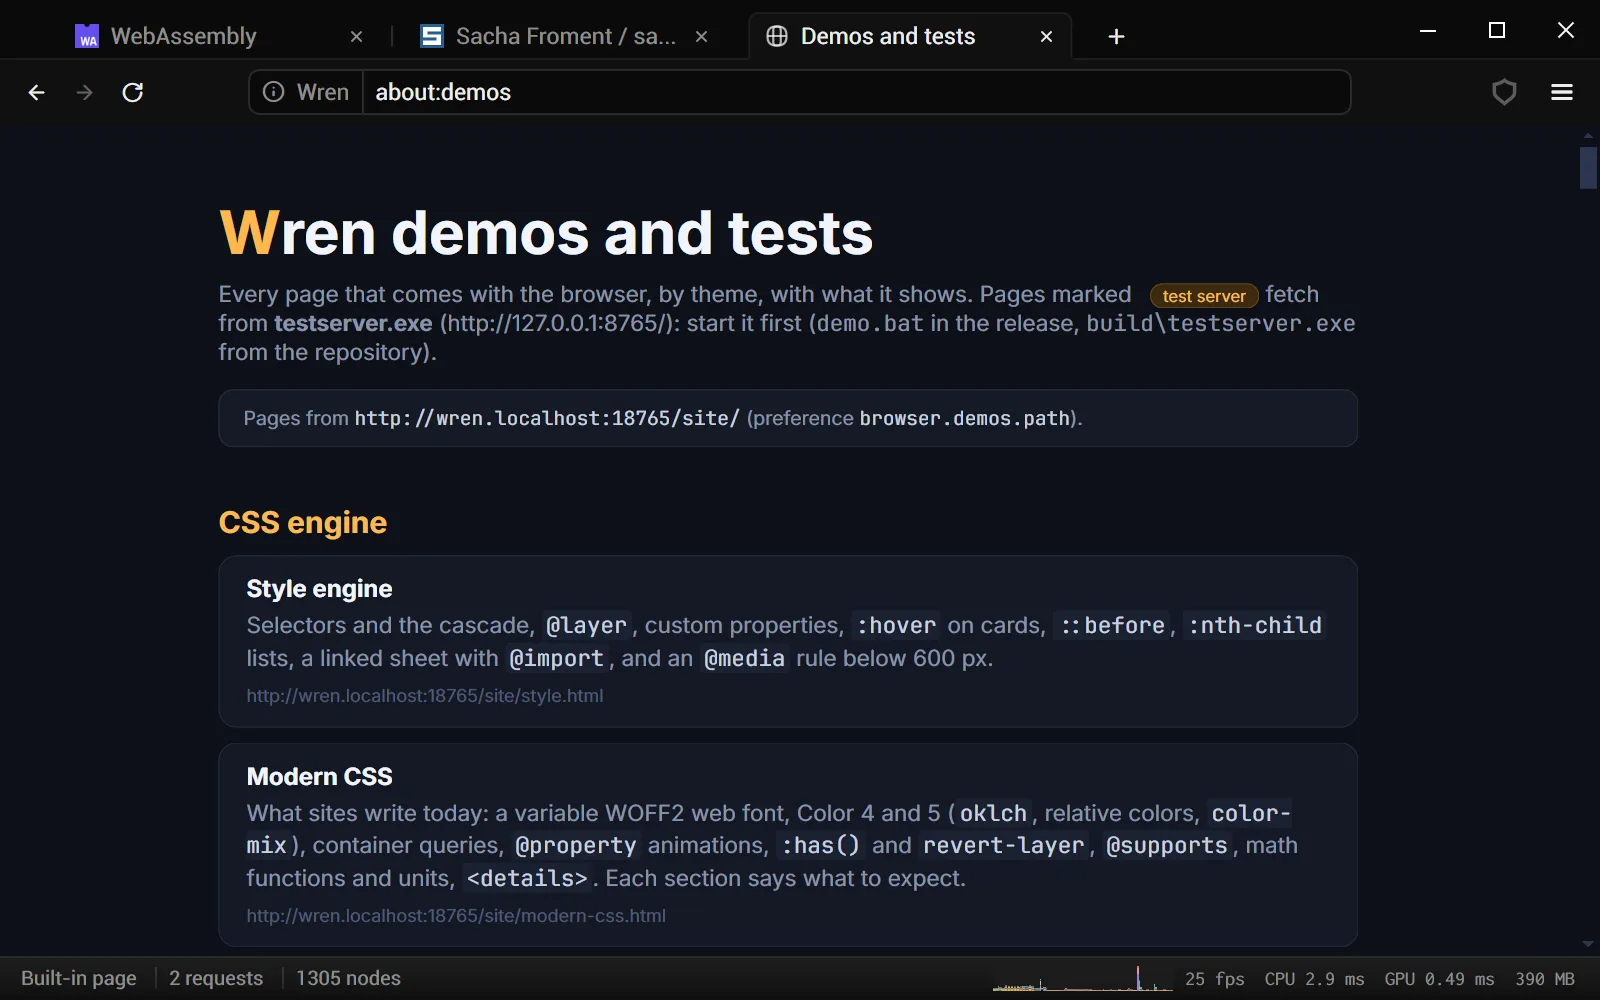 WebAssembly
Sacha Froment / sa...
Demos and tests
Wren
about:demos
Wren demos and tests
Every page that comes with the browser, by theme, with what it shows. Pages marked test server fetch
from testserver.exe (http://127.0.0.1:8765/): start it first (demo.bat in the release, build\testserver.exe
from the repository).
Pages from http://wren.localhost:18765/site/ (preference browser.demos.path).
CSS engine
Style engine
Selectors and the cascade, @layer, custom properties, :hover on cards, ::before, :nth-child
lists, a linked sheet with @import, and an @media rule below 600 px.
http://wren.localhost:18765/site/style.html
Modern CSS
What sites write today: a variable WOFF2 web font, Color 4 and 5 (oklch, relative colors, color-
mix), container queries, @property animations, :has() and revert-layer, @supports, math
functions and units, <details>. Each section says what to expect.
http://wren.localhost:18765/site/modern-css.html
Built-in page
2 requests
1305 nodes
25 fps
CPU 2.9 ms
GPU 0.49 ms
390 MB